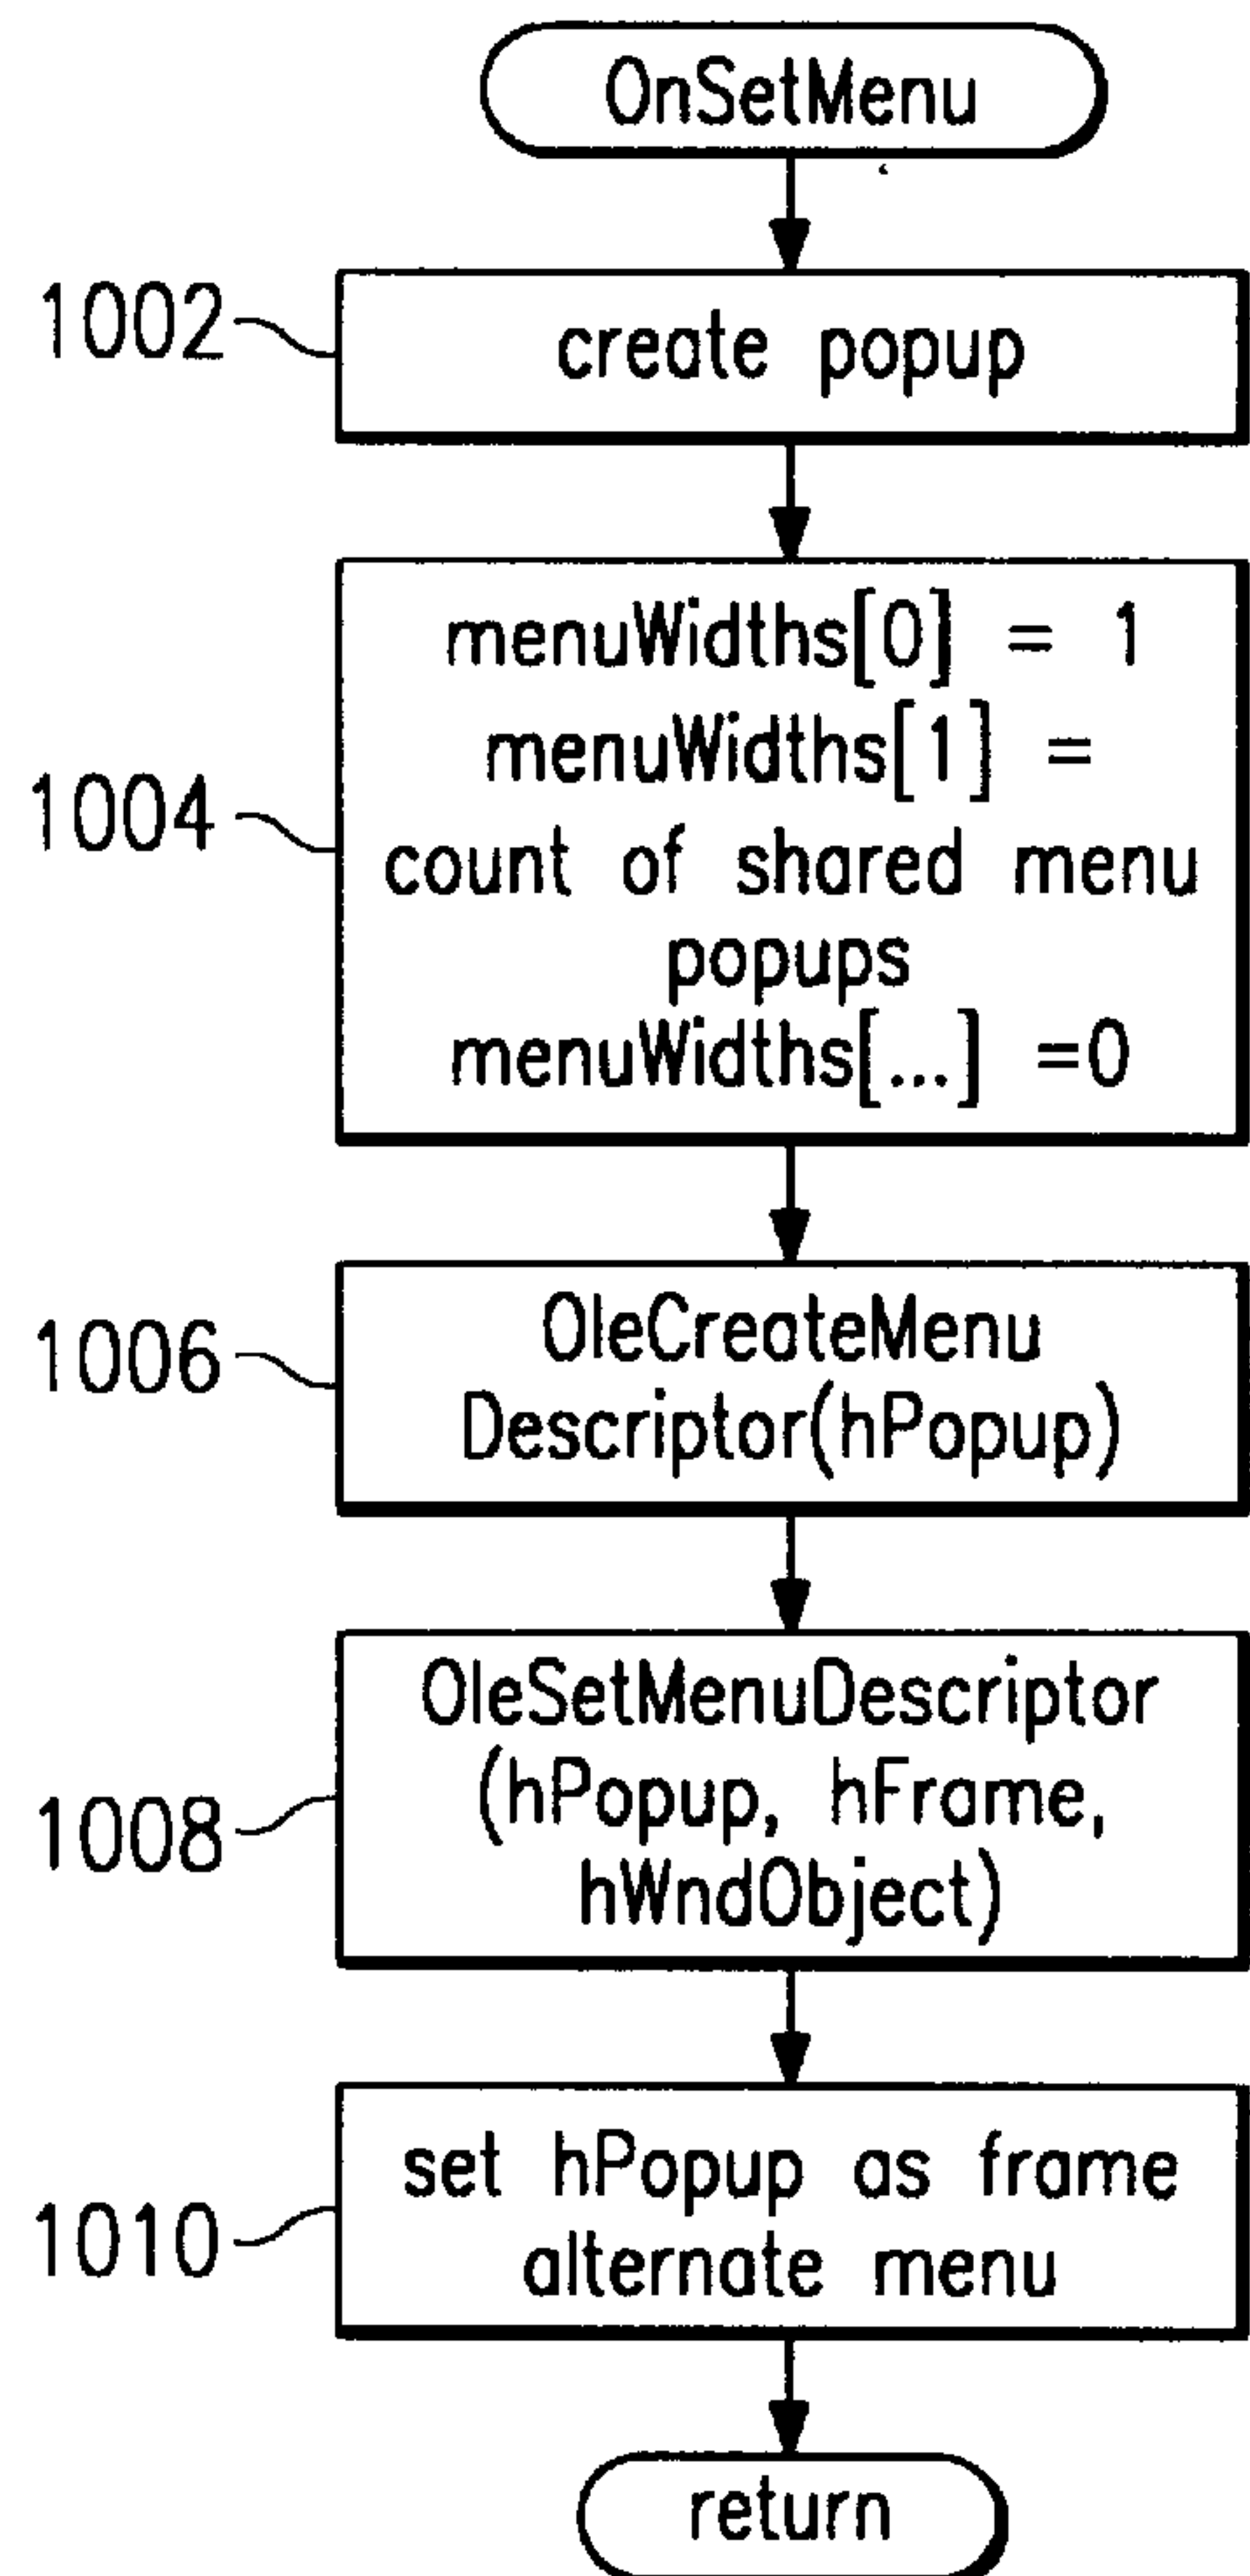 OnSetMenu
1002
create popup
menuWidths[0] = 1
menuWidths[1] =
1004
count of shared menu
popups
menuWidths[...] =0
1006
OleCreateMenu
Descriptor(hPopup)
OleSetMenuDescriptor
(hPopup, hFrame,
1008
hWndObject)
set hPopup as frame
1010
alternate menu
return